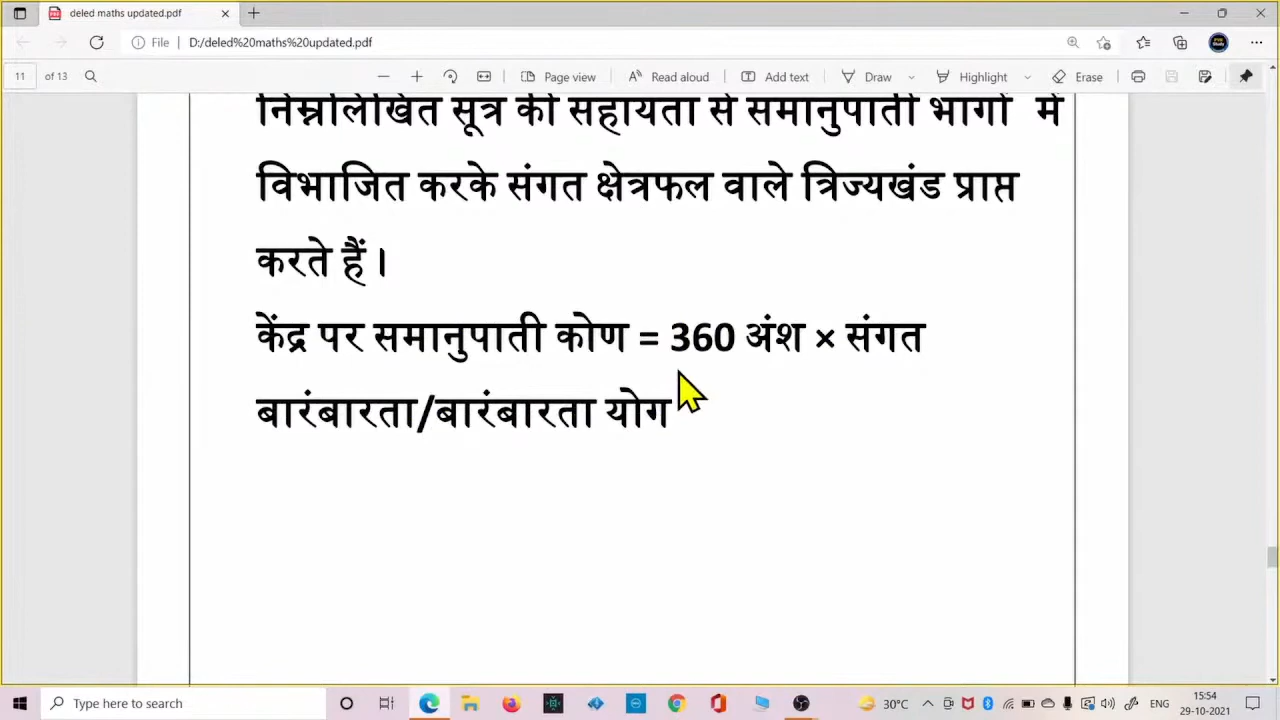 deled maths updated.pdf
File D:/deled%20maths%20updated.pdf
11 of 13 Page view Read aloud Add text Draw Highlight Erase
निम्नलिखित सूत्र की सहायता से समानुपाती भागों में
विभाजित करके संगत क्षेत्रफल वाले त्रिज्यखंड प्राप्त
करते हैं।
केंद्र पर समानुपाती कोण = 360 अंश × संगत
बारंबारता/बारंबारता योग
Type here to search 30°C ENG 15:54
29-10-2021